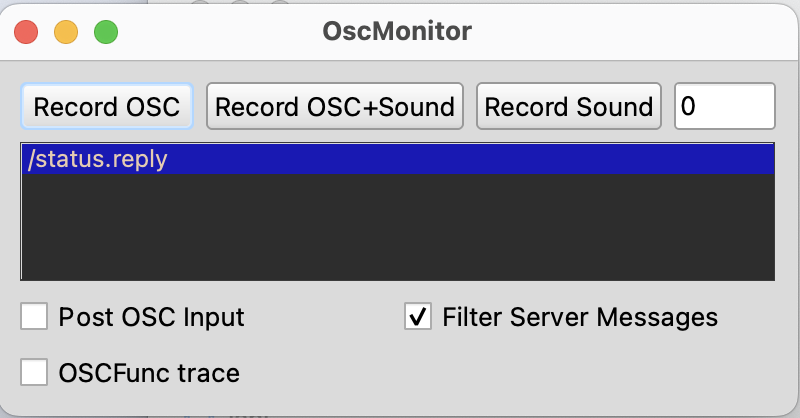 OscMonitor
Record OSC Record OSC+Sound Record Sound 0
/status.reply
Post OSC Input Filter Server Messages
OSCFunc trace